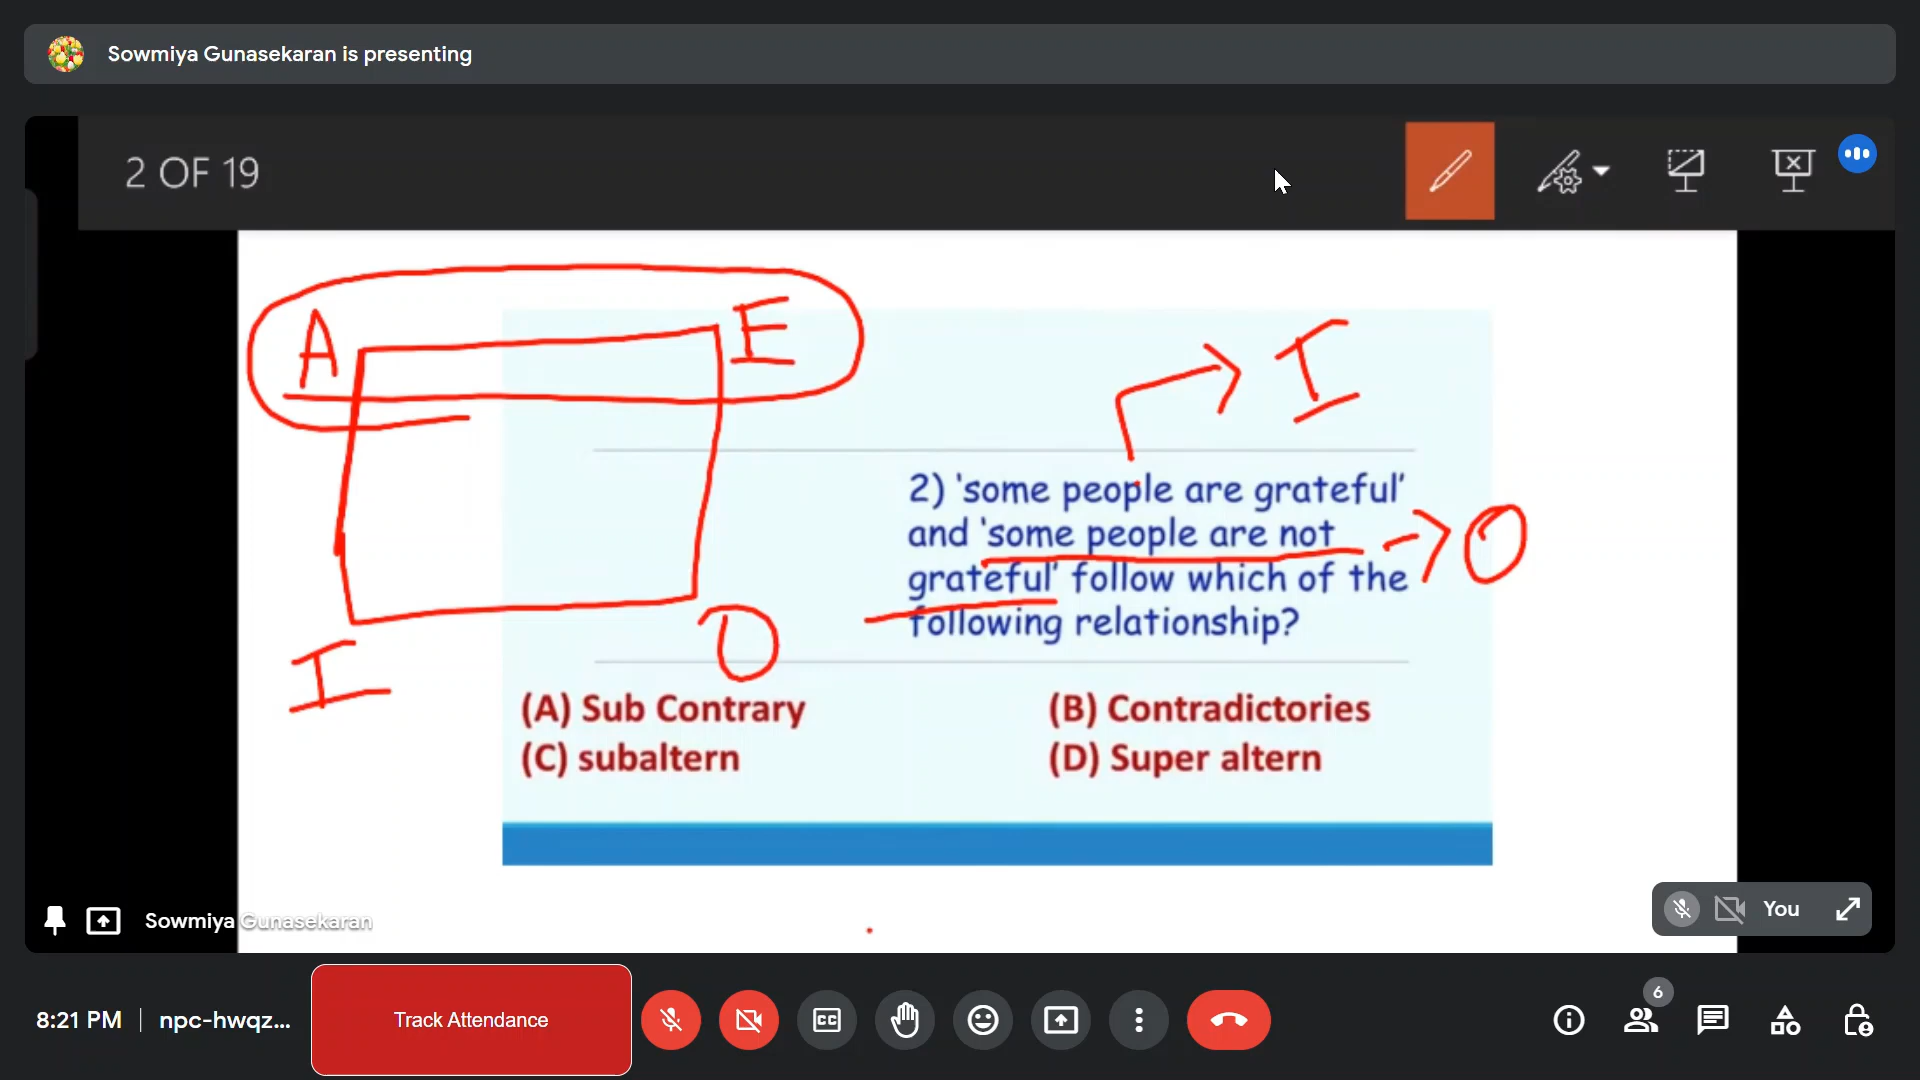 Sowmiya Gunasekaran is presenting
2 OF 19
A
E
I
2) 'some people are grateful'
and 'some people are not
O
grateful' follow which of the
following relationship?
I
O
(A) Sub Contrary
(B) Contradictories
(C) subaltern
(D) Super altern
Sowmiya Gunasekaran
You
8:21 PM
npc-hwqz...
Track Attendance
CC
6